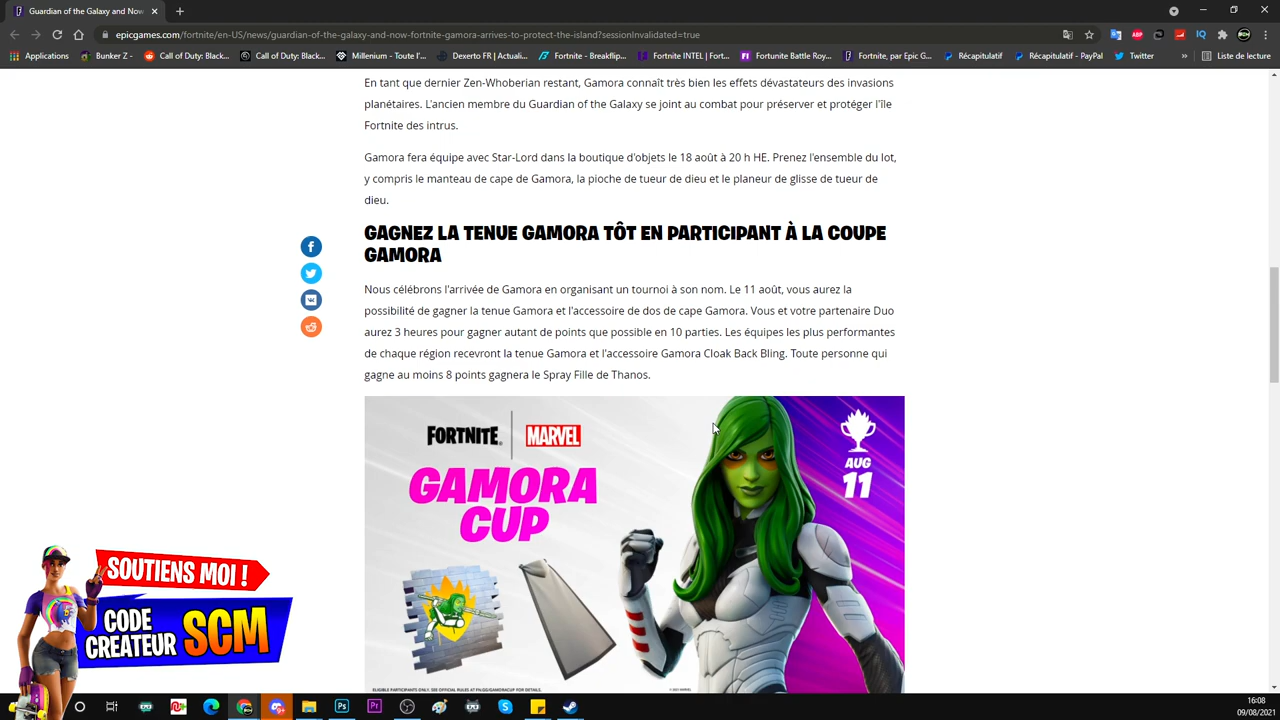 Guardian of the Galaxy and Now
epicgames.com/fortnite/en-US/news/guardian-of-the-galaxy-and-now-fortnite-gamora-arrives-to-protect-the-island?sessionInvalidated=true
Applications
Bunker Z -
Call of Duty: Black...
Call of Duty: Black...
Millenium - Toute l'...
Dexerto FR | Actuali...
Fortnite - Breakflip...
Fortnite INTEL | Fort...
Fortunite Battle Roy...
Fortnite, par Epic G...
Récapitulatif
Récapitulatif - PayPal
Twitter
»
Liste de lecture
En tant que dernier Zen-Whoberian restant, Gamora connaît très bien les effets dévastateurs des invasions
planétaires. L'ancien membre du Guardian of the Galaxy se joint au combat pour préserver et protéger l'île
Fortnite des intrus.
Gamora fera équipe avec Star-Lord dans la boutique d'objets le 18 août à 20 h HE. Prenez l'ensemble du lot,
y compris le manteau de cape de Gamora, la pioche de tueur de dieu et le planeur de glisse de tueur de
dieu.
GAGNEZ LA TENUE GAMORA TÔT EN PARTICIPANT À LA COUPE
GAMORA
Nous célébrons l'arrivée de Gamora en organisant un tournoi à son nom. Le 11 août, vous aurez la
possibilité de gagner la tenue Gamora et l'accessoire de dos de cape Gamora. Vous et votre partenaire Duo
aurez 3 heures pour gagner autant de points que possible en 10 parties. Les équipes les plus performantes
de chaque région recevront la tenue Gamora et l'accessoire Gamora Cloak Back Bling. Toute personne qui
gagne au moins 8 points gagnera le Spray Fille de Thanos.
FORTNITE
MARVEL
GAMORA
CUP
AUG
11
ELIGIBLE PARTICIPANTS ONLY. SEE OFFICIAL RULES AT FN.GG/GAMORACUP FOR DETAILS.
© 2021 MARVEL
SOUTIENS MOI !
CODE
CREATEUR SCM
16:08
09/08/2021